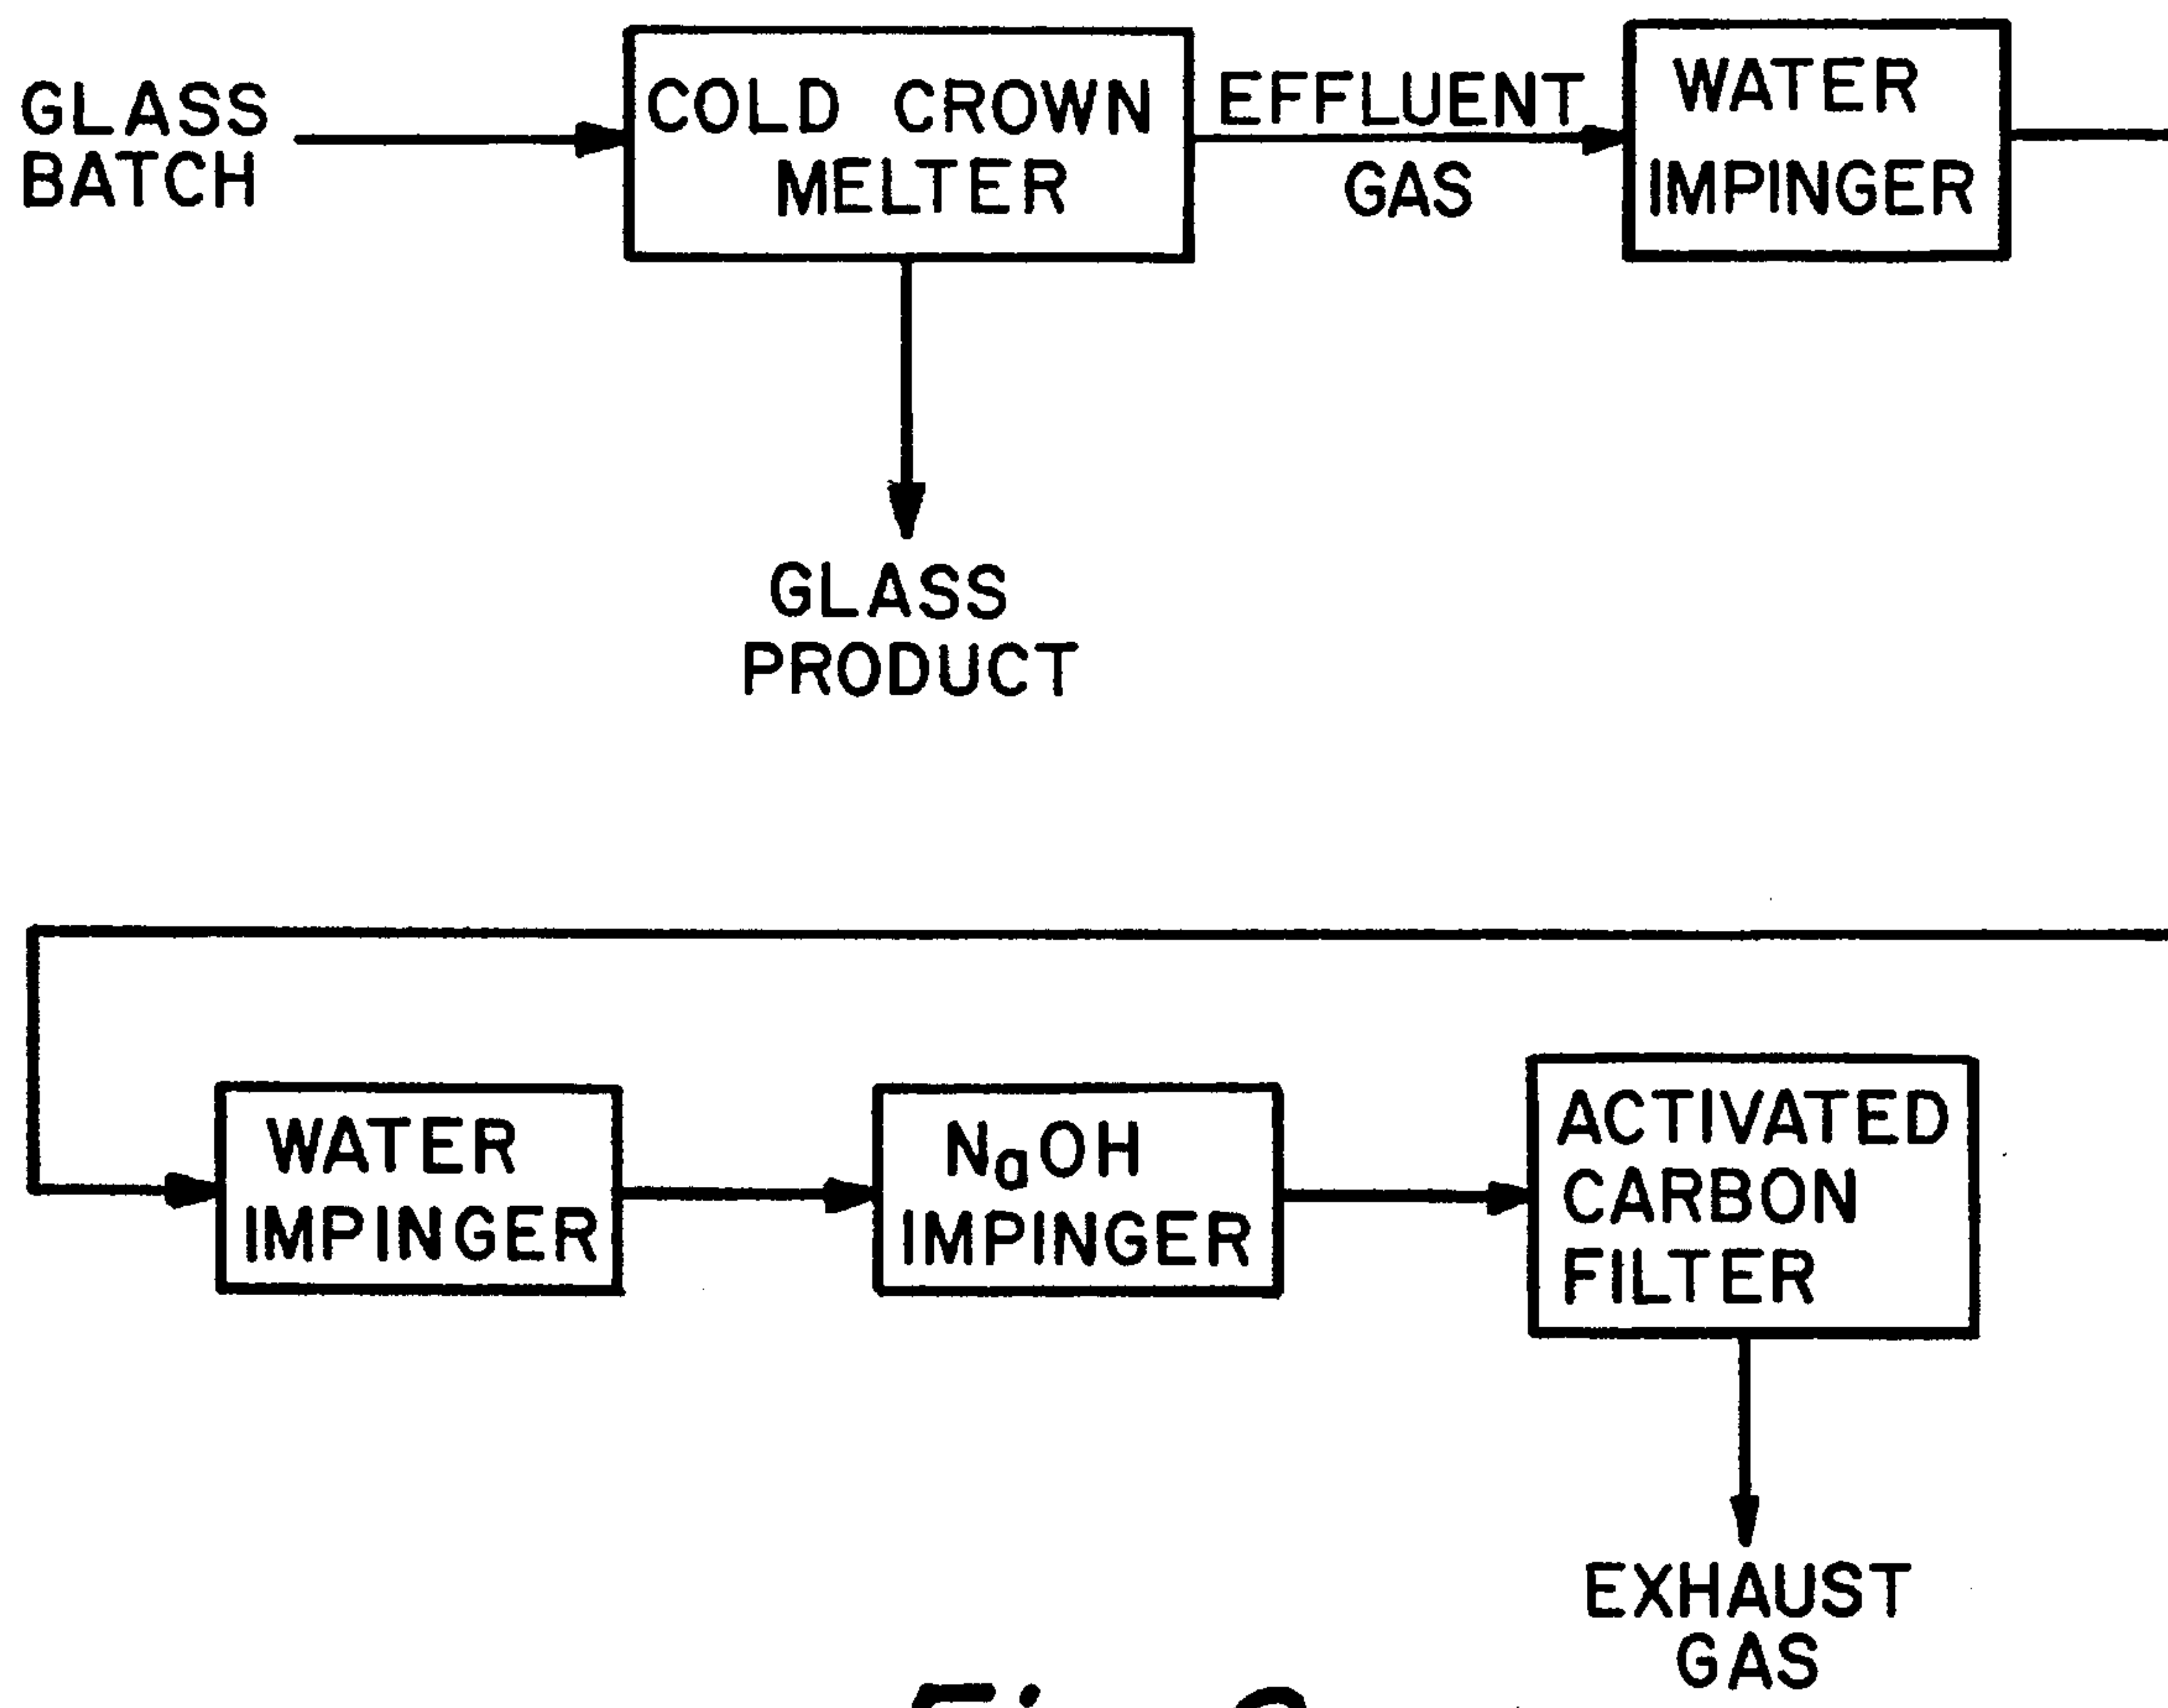 GLASS
BATCH
COLD CROWN
MELTER
EFFLUENT
GAS
WATER
IMPINGER
GLASS
PRODUCT
WATER
IMPINGER
NaOH
IMPINGER
ACTIVATED
CARBON
FILTER
EXHAUST
GAS